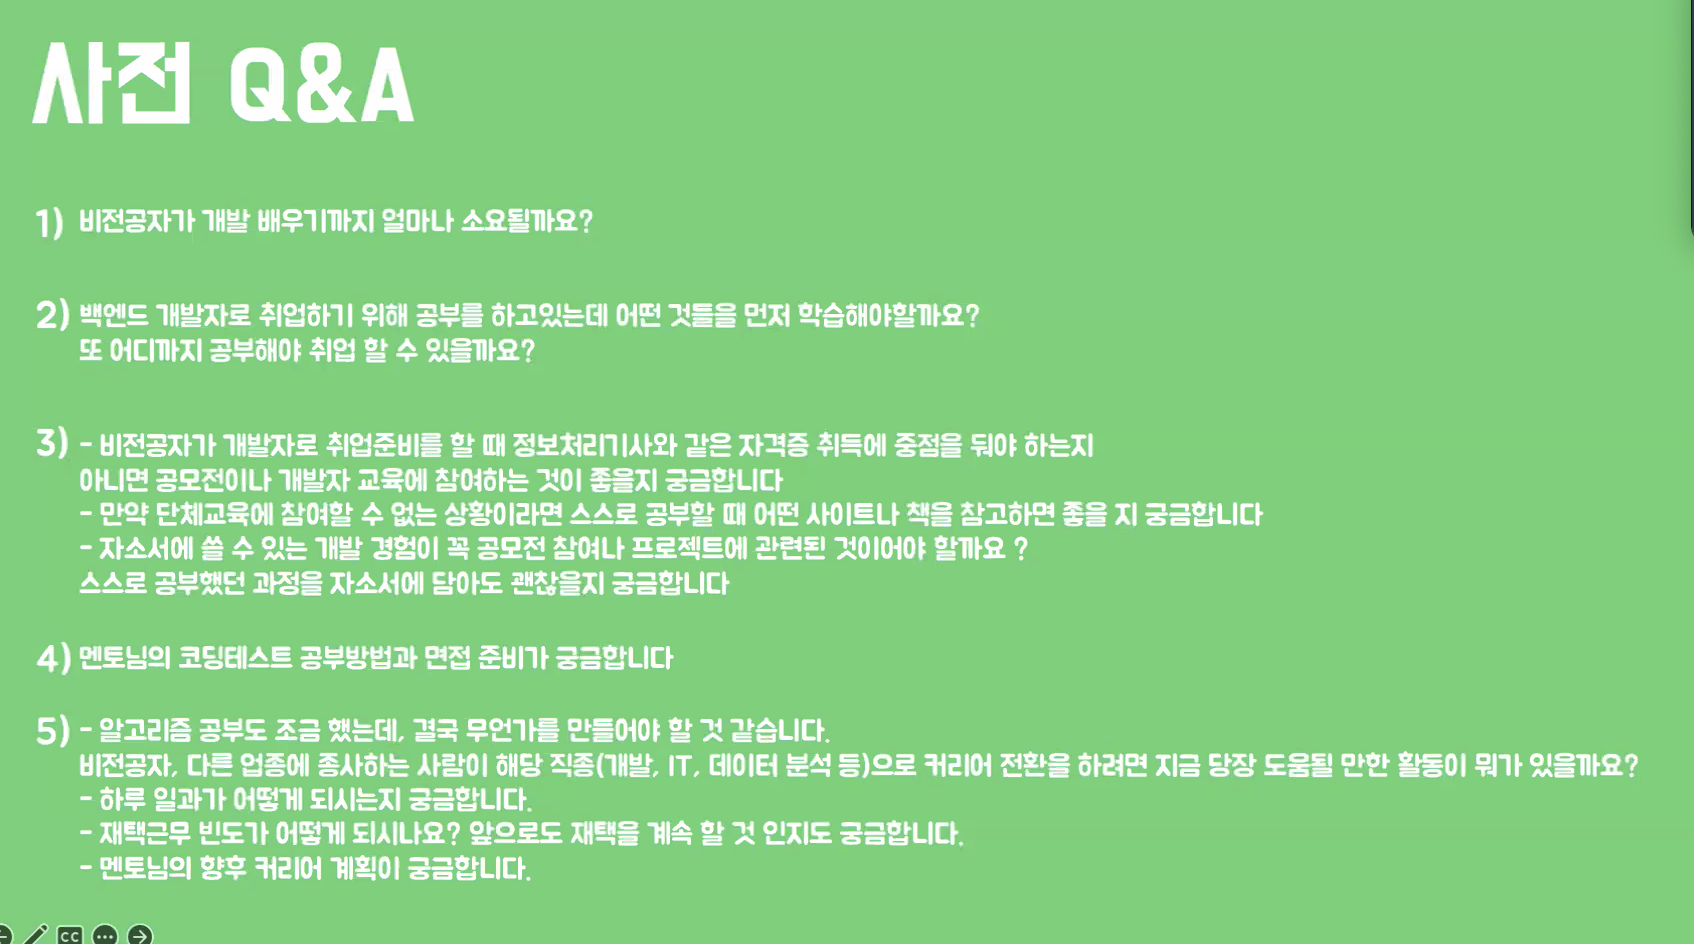 사전 Q&A
1) 비전공자가 개발 배우기까지 얼마나 소요될까요?
2) 백엔드 개발자로 취업하기 위해 공부를 하고있는데 어떤 것들을 먼저 학습해야할까요?
또 어디까지 공부해야 취업 할 수 있을까요?
3) - 비전공자가 개발자로 취업준비를 할 때 정보처리기사와 같은 자격증 취득에 중점을 둬야 하는지
아니면 공모전이나 개발자 교육에 참여하는 것이 좋을지 궁금합니다
- 만약 단체교육에 참여할 수 없는 상황이라면 스스로 공부할 때 어떤 사이트나 책을 참고하면 좋을 지 궁금합니다
- 자소서에 쓸 수 있는 개발 경험이 꼭 공모전 참여나 프로젝트에 관련된 것이어야 할까요 ?
스스로 공부했던 과정을 자소서에 담아도 괜찮을지 궁금합니다
4) 멘토님의 코딩테스트 공부방법과 면접 준비가 궁금합니다
5) - 알고리즘 공부도 조금 했는데, 결국 무언가를 만들어야 할 것 같습니다.
비전공자, 다른 업종에 종사하는 사람이 해당 직종(개발, IT, 데이터 분석 등)으로 커리어 전환을 하려면 지금 당장 도움될 만한 활동이 뭐가 있을까요?
- 하루 일과가 어떻게 되시는지 궁금합니다.
- 재택근무 빈도가 어떻게 되시나요? 앞으로도 재택을 계속 할 것 인지도 궁금합니다.
- 멘토님의 향후 커리어 계획이 궁금합니다.
CC